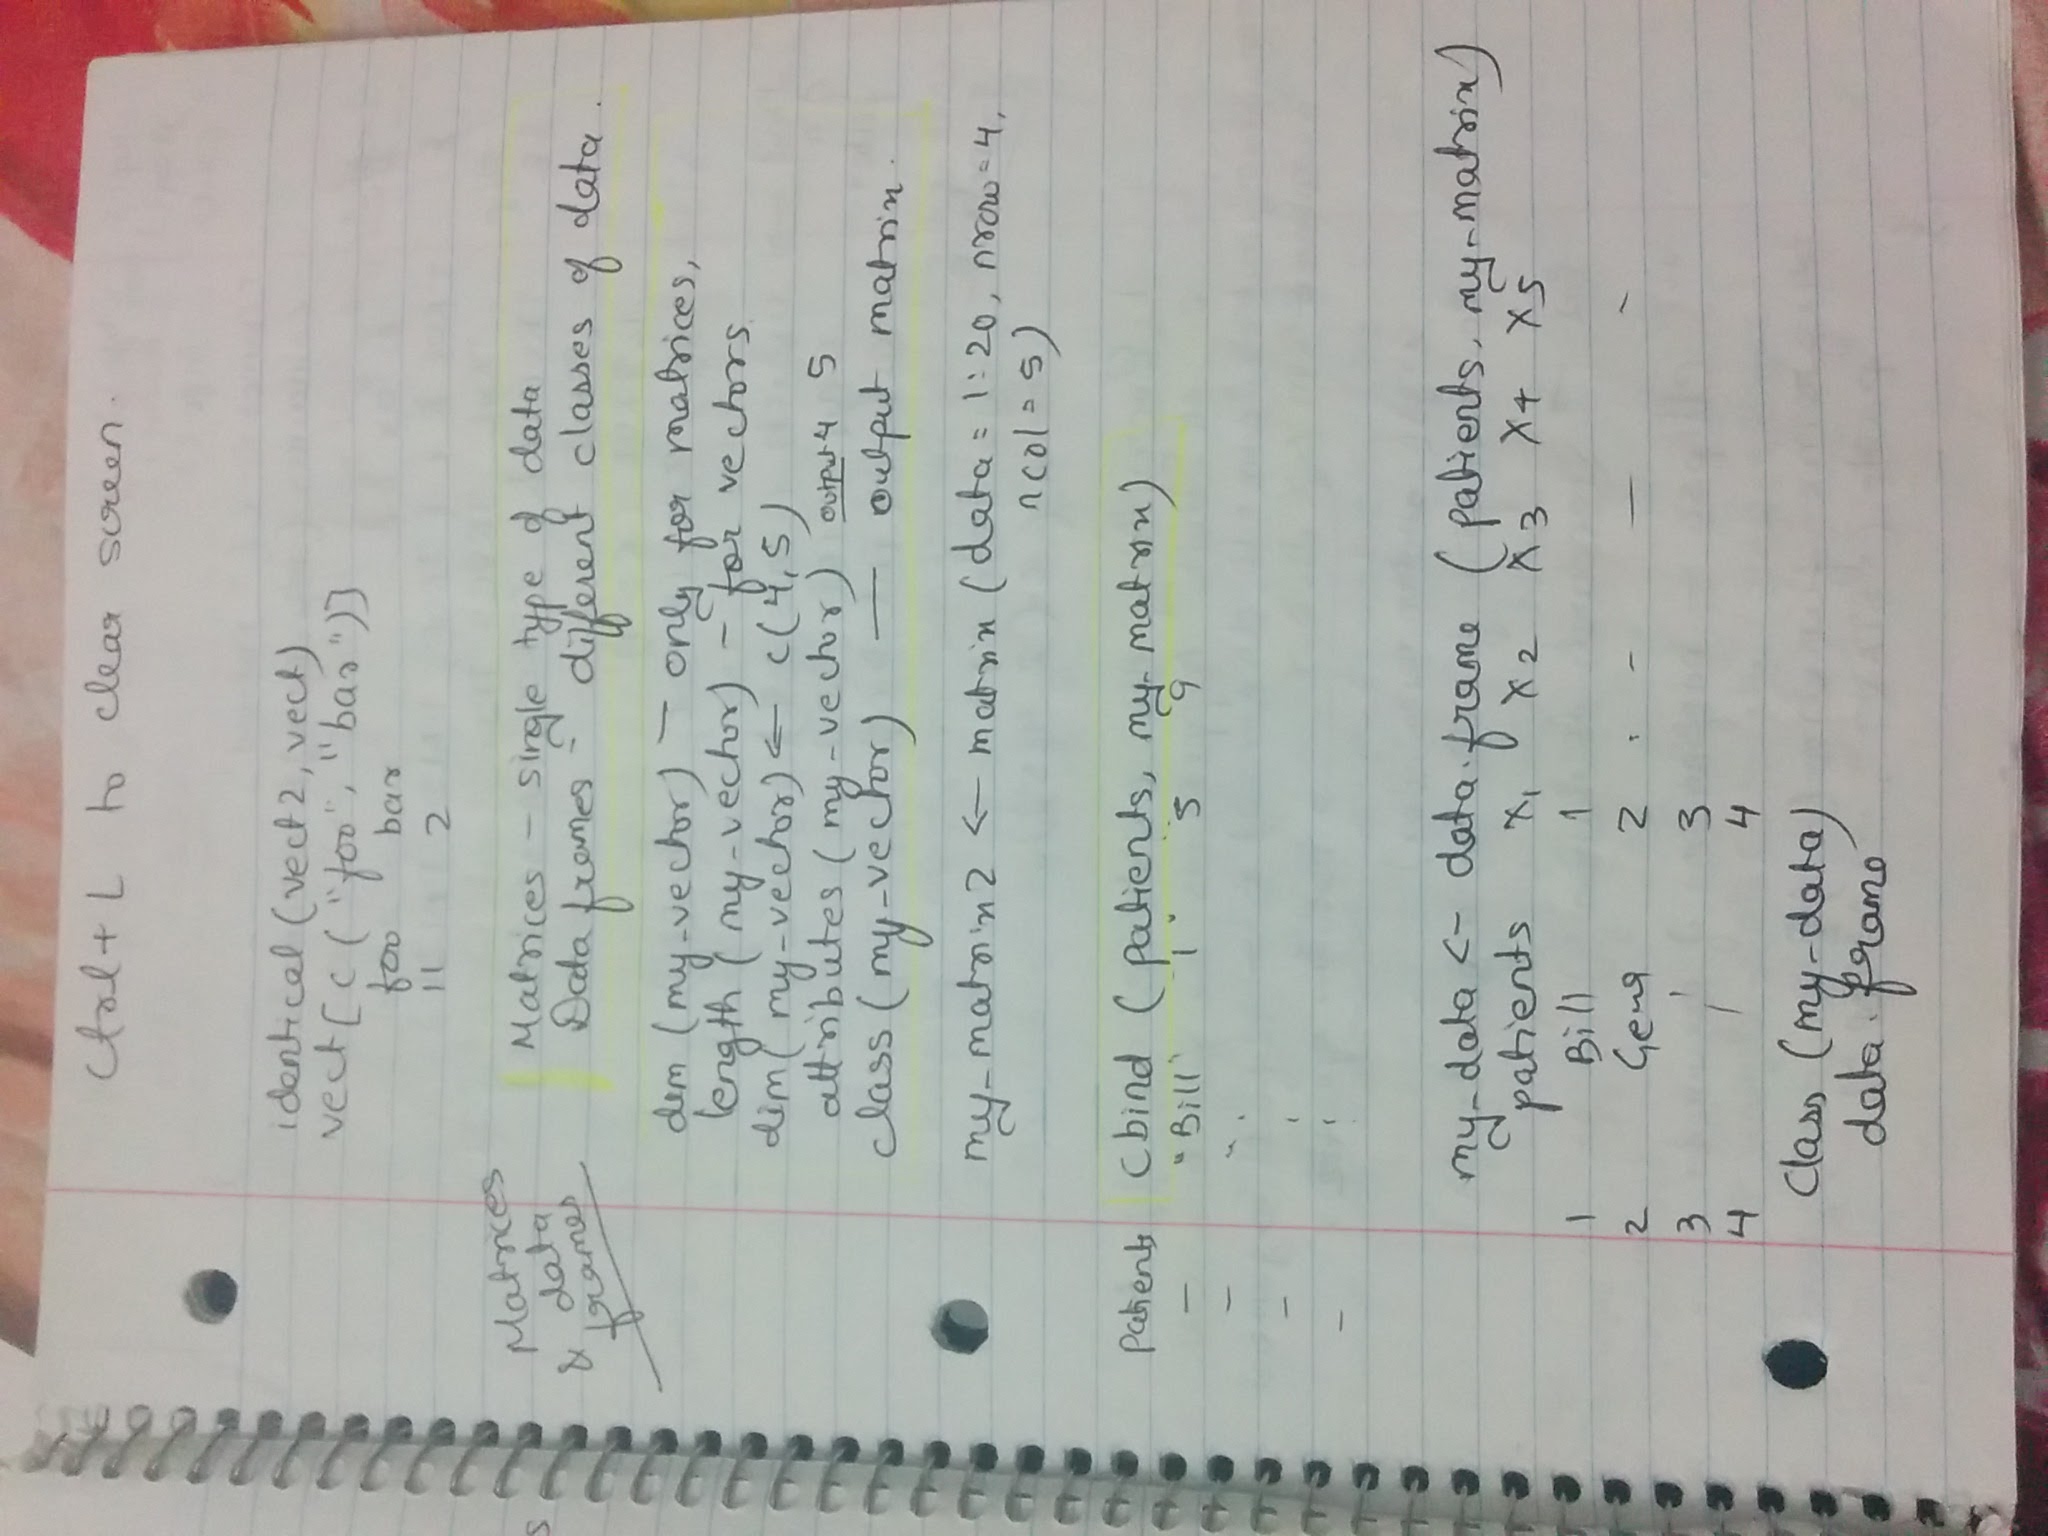 Ctrl + L to clear screen.
identical (vect2, vect)
vect [c("foo", "bar")]
foo bar
11 2
Matrices
& data
frames
Matrices - single type of data
Data frames - different classes of data.
dim (my-vector) — only for matrices,
length (my-vector) - for vectors
dim (my-vector) <- c(4,5)
attributes (my-vector) output 4 5
class (my-vector) — output matrix.
my-matrix2 <- matrix (data = 1:20, nrow=4,
ncol = 5)
cbind (patients, my-matrix)
patients
- "Bill" 1 5 9
- "
-
-
my-data <- data.frame (patients, my-matrix)
patients X1 X2 X3 X4 X5
1 Bill 1
2 Gena 2 . - — -
3 / 3
4 / 4
class (my-data)
data.frame
s